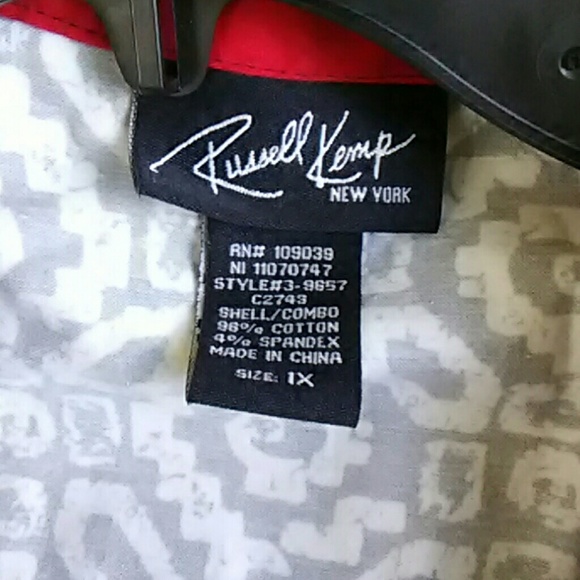 Russell Kemp
NEW YORK
RN# 109039
NI 11070747
STYLE#3-9657
C2743
SHELL/COMBO
96% COTTON
4% SPANDEX
MADE IN CHINA
SIZE: 1X